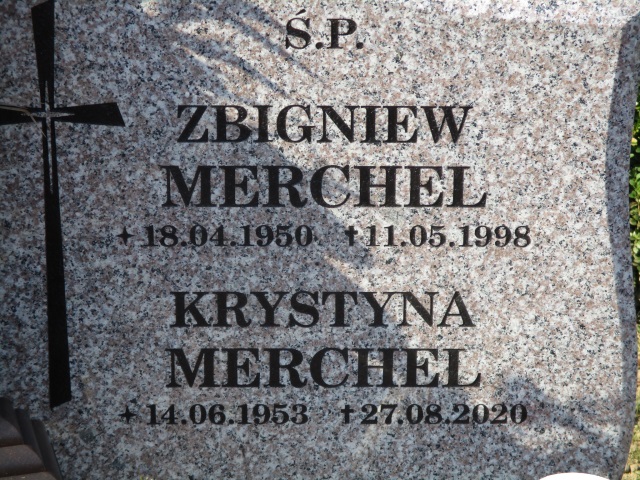 Ś.P.
ZBIGNIEW
MERCHEL
+18.04.1950 †11.05.1998
KRYSTYNA
MERCHEL
+14.06.1953 †27.08.2020